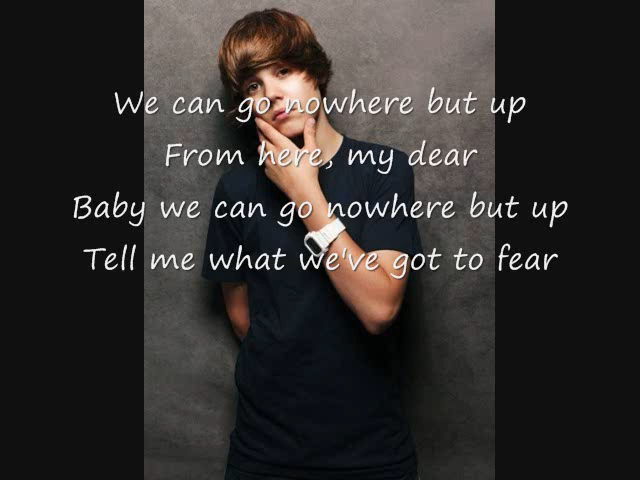 We can go nowhere but up
From here, my dear
Baby we can go nowhere but up
Tell me what we've got to fear